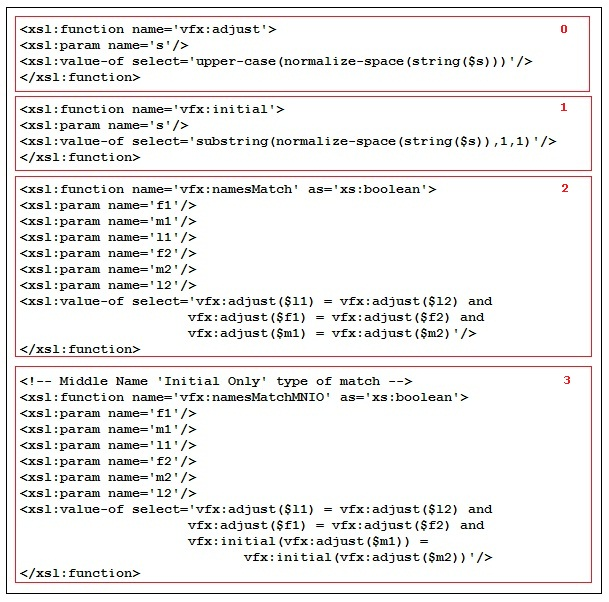 <xsl:function name='vfx:adjust'> 0
<xsl:param name='s'/>
<xsl:value-of select='upper-case(normalize-space(string($s)))'/>
</xsl:function>
<xsl:function name='vfx:initial'> 1
<xsl:param name='s'/>
<xsl:value-of select='substring(normalize-space(string($s)),1,1)'/>
</xsl:function>
<xsl:function name='vfx:namesMatch' as='xs:boolean'> 2
<xsl:param name='f1'/>
<xsl:param name='m1'/>
<xsl:param name='l1'/>
<xsl:param name='f2'/>
<xsl:param name='m2'/>
<xsl:param name='l2'/>
<xsl:value-of select='vfx:adjust($l1) = vfx:adjust($l2) and
vfx:adjust($f1) = vfx:adjust($f2) and
vfx:adjust($m1) = vfx:adjust($m2)'/>
</xsl:function>
<!-- Middle Name 'Initial Only' type of match --> 3
<xsl:function name='vfx:namesMatchMNIO' as='xs:boolean'>
<xsl:param name='f1'/>
<xsl:param name='m1'/>
<xsl:param name='l1'/>
<xsl:param name='f2'/>
<xsl:param name='m2'/>
<xsl:param name='l2'/>
<xsl:value-of select='vfx:adjust($l1) = vfx:adjust($l2) and
vfx:adjust($f1) = vfx:adjust($f2) and
vfx:initial(vfx:adjust($m1)) =
vfx:initial(vfx:adjust($m2))'/>
</xsl:function>